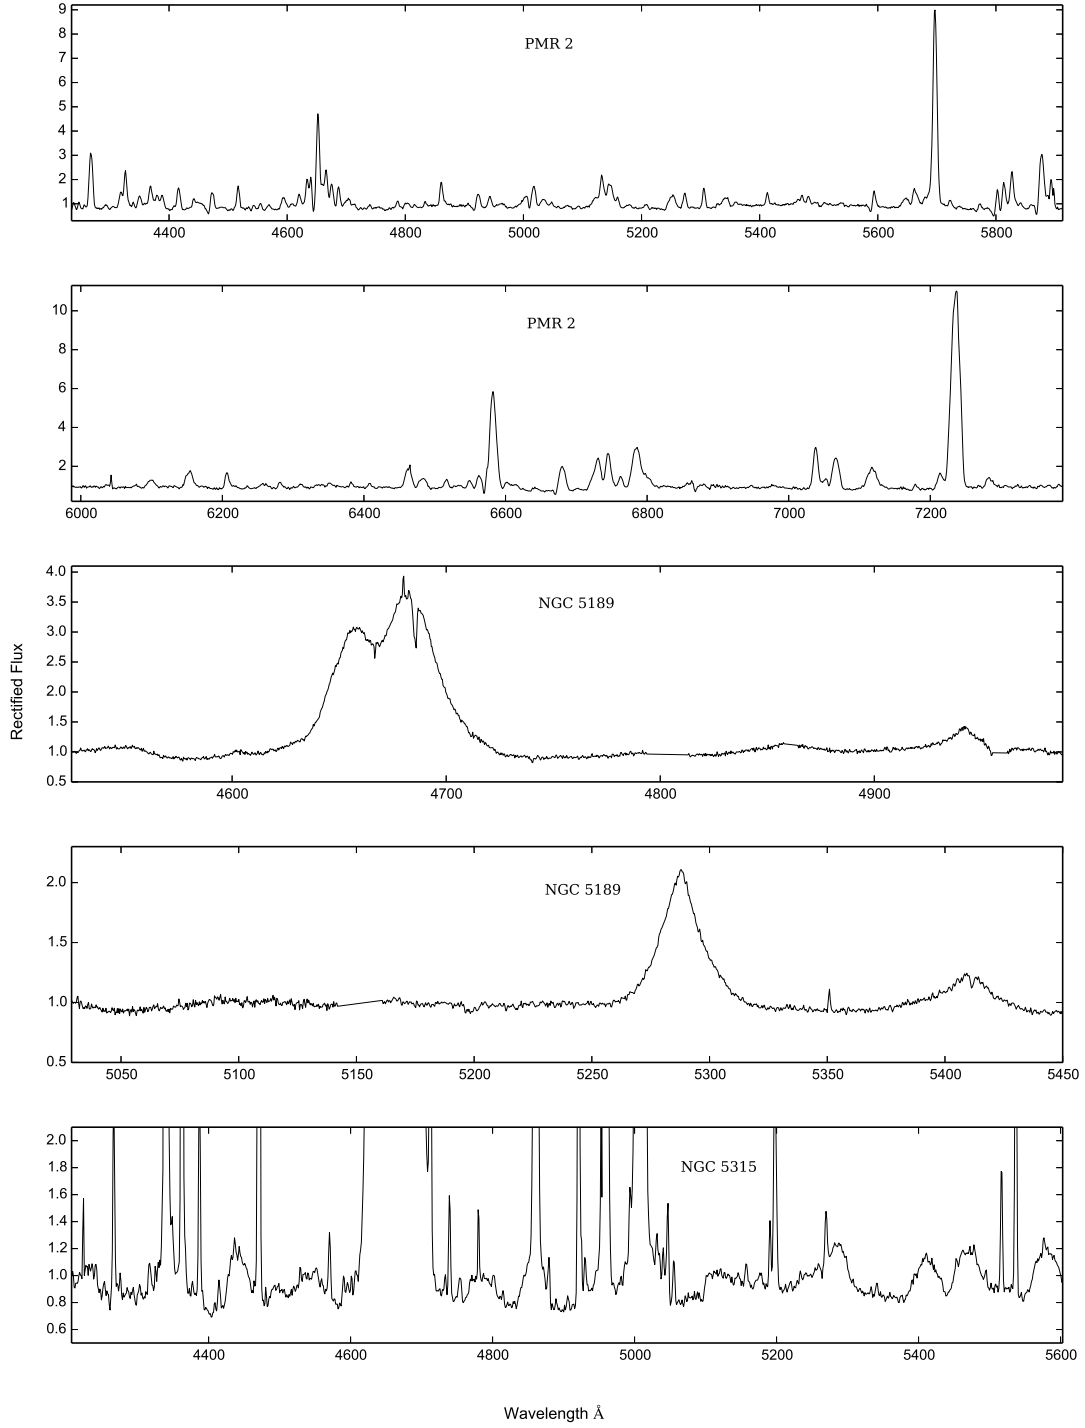 9
8
7
6
5
4
3
2
1
PMR 2
4400 4600 4800 5000 5200 5400 5600 5800
10
8
6
4
2
PMR 2
6000 6200 6400 6600 6800 7000 7200
4.0
3.5
3.0
2.5
2.0
1.5
1.0
0.5
NGC 5189
4600 4700 4800 4900
Rectified Flux
2.0
1.5
1.0
0.5
NGC 5189
5050 5100 5150 5200 5250 5300 5350 5400 5450
2.0
1.8
1.6
1.4
1.2
1.0
0.8
0.6
NGC 5315
4400 4600 4800 5000 5200 5400 5600
Wavelength Å